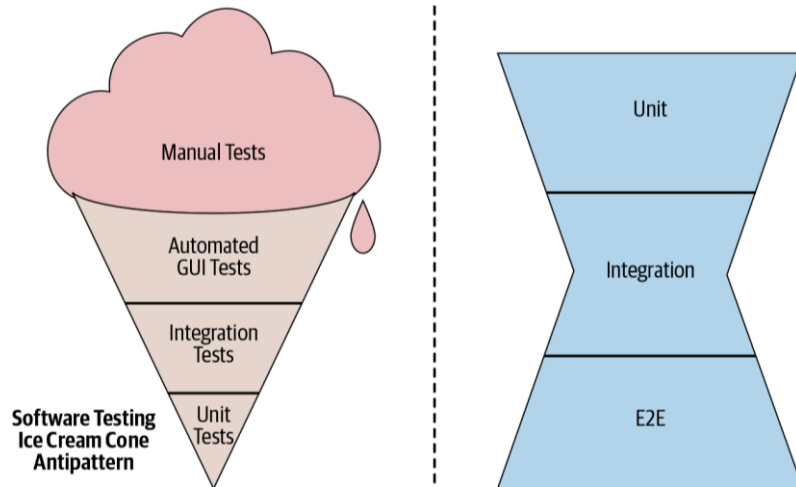 Manual Tests
Automated
GUI Tests
Integration
Tests
Unit
Tests
Software Testing
Ice Cream Cone
Antipattern
Unit
Integration
E2E